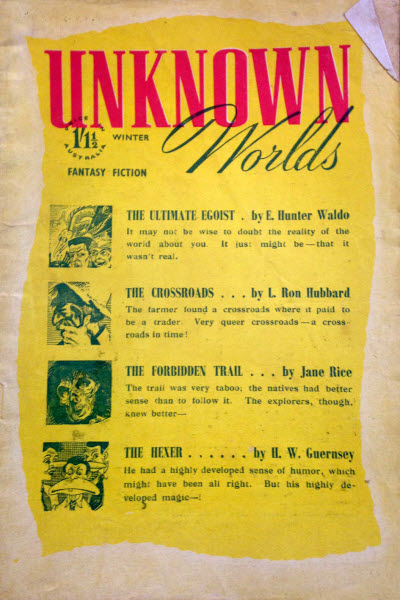 UNKNOWN
Worlds
PRICE IN
1'1½
AUSTRALIA
WINTER
FANTASY FICTION
THE ULTIMATE EGOIST . by E. Hunter Waldo
It may not be wise to doubt the reality of the
world about you. It just might be—that it
wasn't real.
THE CROSSROADS . . . by L. Ron Hubbard
The farmer found a crossroads where it paid to
be a trader. Very queer crossroads—a cross-
roads in time!
THE FORBIDDEN TRAIL . . . by Jane Rice
The trail was very taboo; the natives had better
sense than to follow it. The explorers, though,
knew better—
THE HEXER . . . . . . by H. W. Guernsey
He had a highly developed sense of humor, which
might have been all right. But his highly de-
veloped magic—!